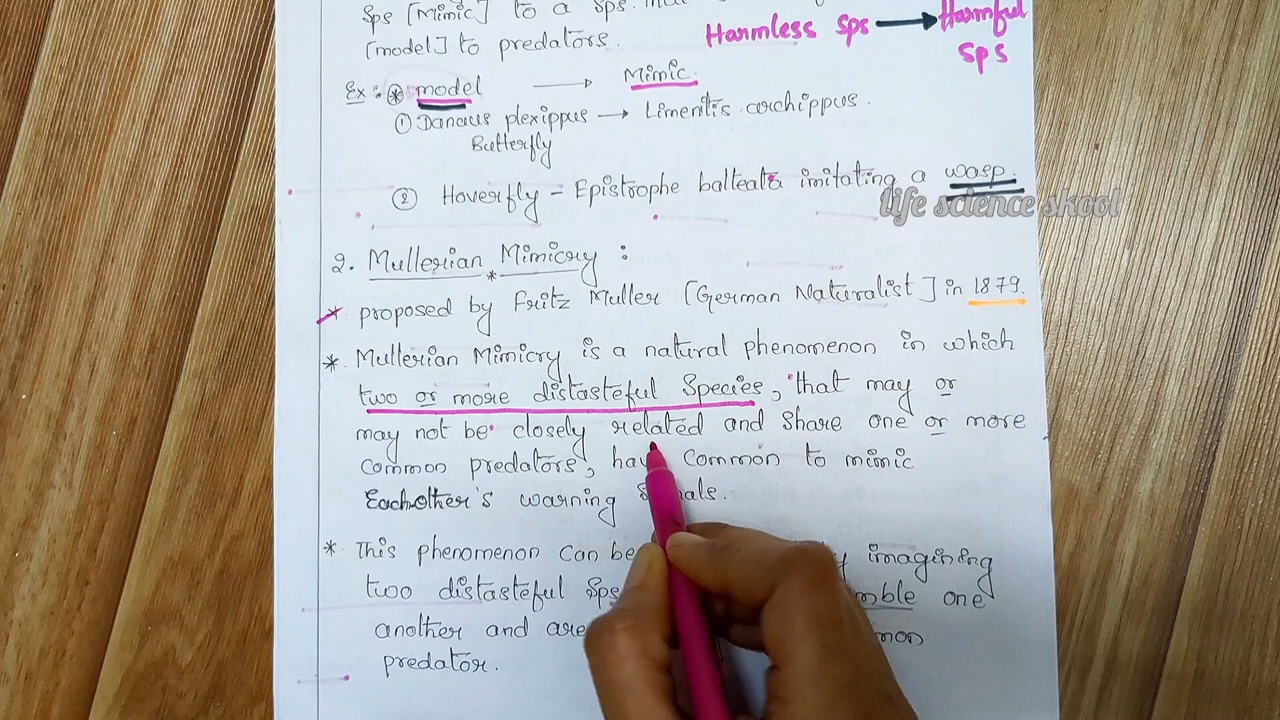 Sps [Mimic] to a Sps.
[model] to predators.
Harmless Sps → Harmful
Sps
Ex: * model → Mimic.
① Danaus plexippus → Limenitis archippus.
Butterfly
② Hoverfly - Epistrophe balteata imitating a wasp.
life science skool
2. Mullerian Mimicry :
* proposed by Fritz Muller [German Naturalist] in 1879.
* Mullerian Mimicry is a natural phenomenon in which
two or more distasteful Species, that may or
may not be closely related and Share one or more
common predators, common to mimic
Eachother's warning
* This phenomenon Can be imagining
two distasteful Sps one
another and are
predator.